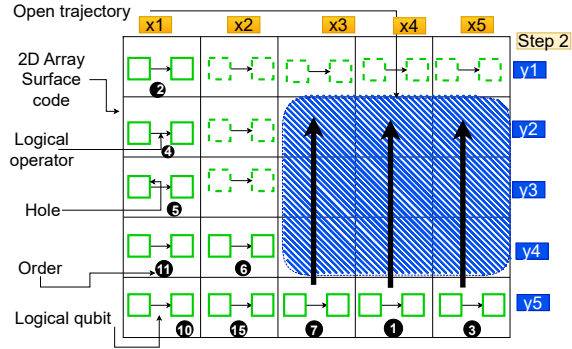 Open trajectory
x1 x2 x3 x4 x5
Step 2
2D Array
Surface
code
y1
2
Logical
operator
y2
4
Hole
y3
5
Order
y4
11 6
Logical qubit
y5
10 15 7 1 3